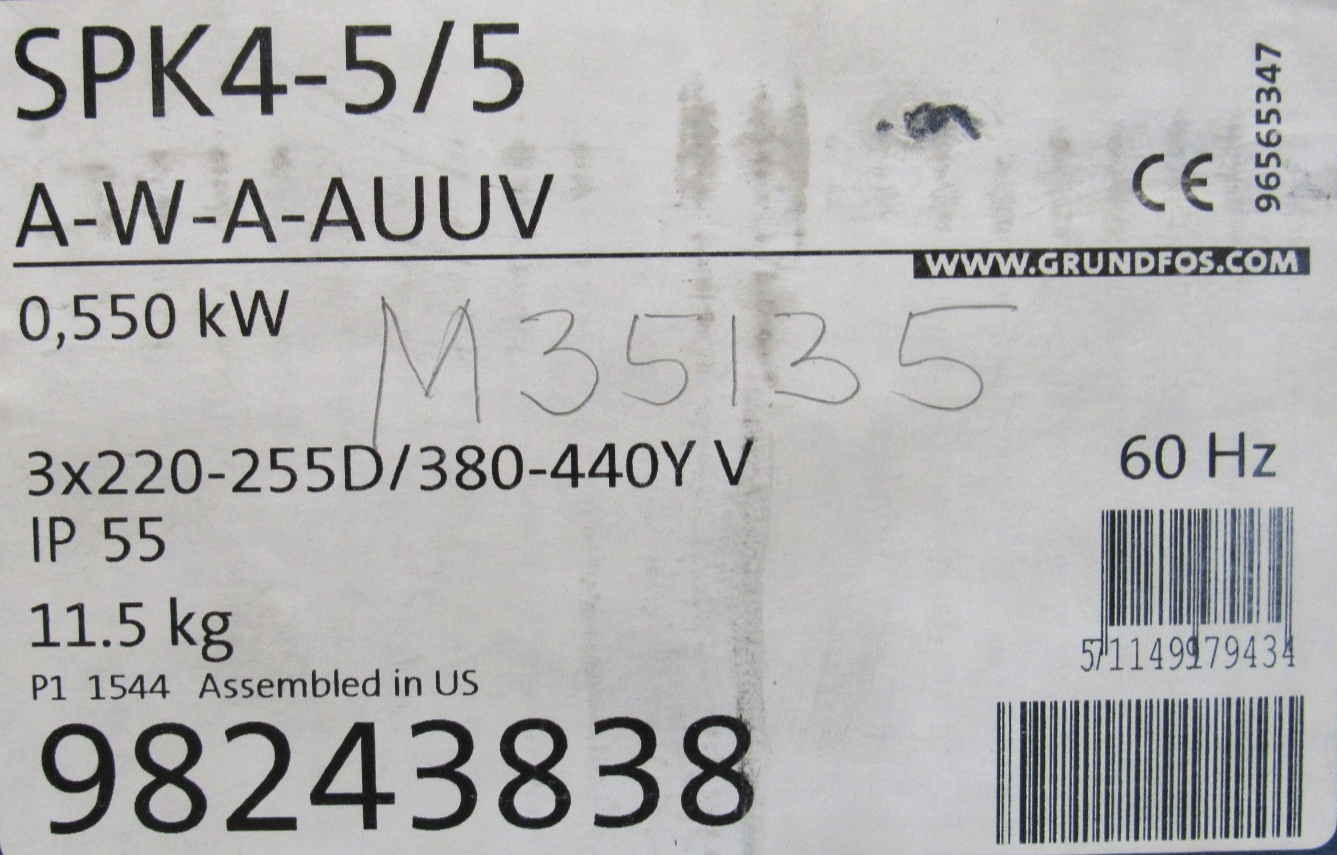 SPK4-5/5
96565347
CE
A-W-A-AUUV
WWW.GRUNDFOS.COM
0,550 kW
M35135
3x220-255D/380-440Y V
60 Hz
IP 55
11.5 kg
5711149979434
P1 1544 Assembled in US
98243838